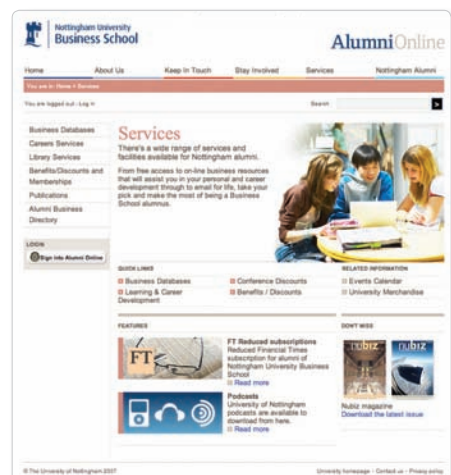 Nottingham University
Business School
AlumniOnline
Home About Us Keep In Touch Stay Involved Services Nottingham Alumni
You are in: Home > Services
You are logged out : Log in
Search
Business Databases
Careers Services
Library Services
Benefits/Discounts and
Memberships
Publications
Alumni Business
Directory
LOGIN
Sign into Alumni Online
Services
There's a wide range of services and
facilities available for Nottingham alumni.
From free access to on-line business resources
that will assist you in your personal and career
development through to email for life, take your
pick and make the most of being a Business
School alumnus.
QUICK LINKS
Business Databases
Learning & Career
Development
Conference Discounts
Benefits / Discounts
RELATED INFORMATION
Events Calendar
University Merchandise
FEATURES
FT
FT Reduced subscriptions
Reduced Financial Times
subscription for alumni of
Nottingham University Business
School
Read more
Podcasts
University of Nottingham
podcasts are available to
download from here.
Read more
DON'T MISS
nubiz
nubiz
Nubiz magazine
Download the latest issue
© The University of Nottingham 2007
University homepage - Contact us - Privacy policy